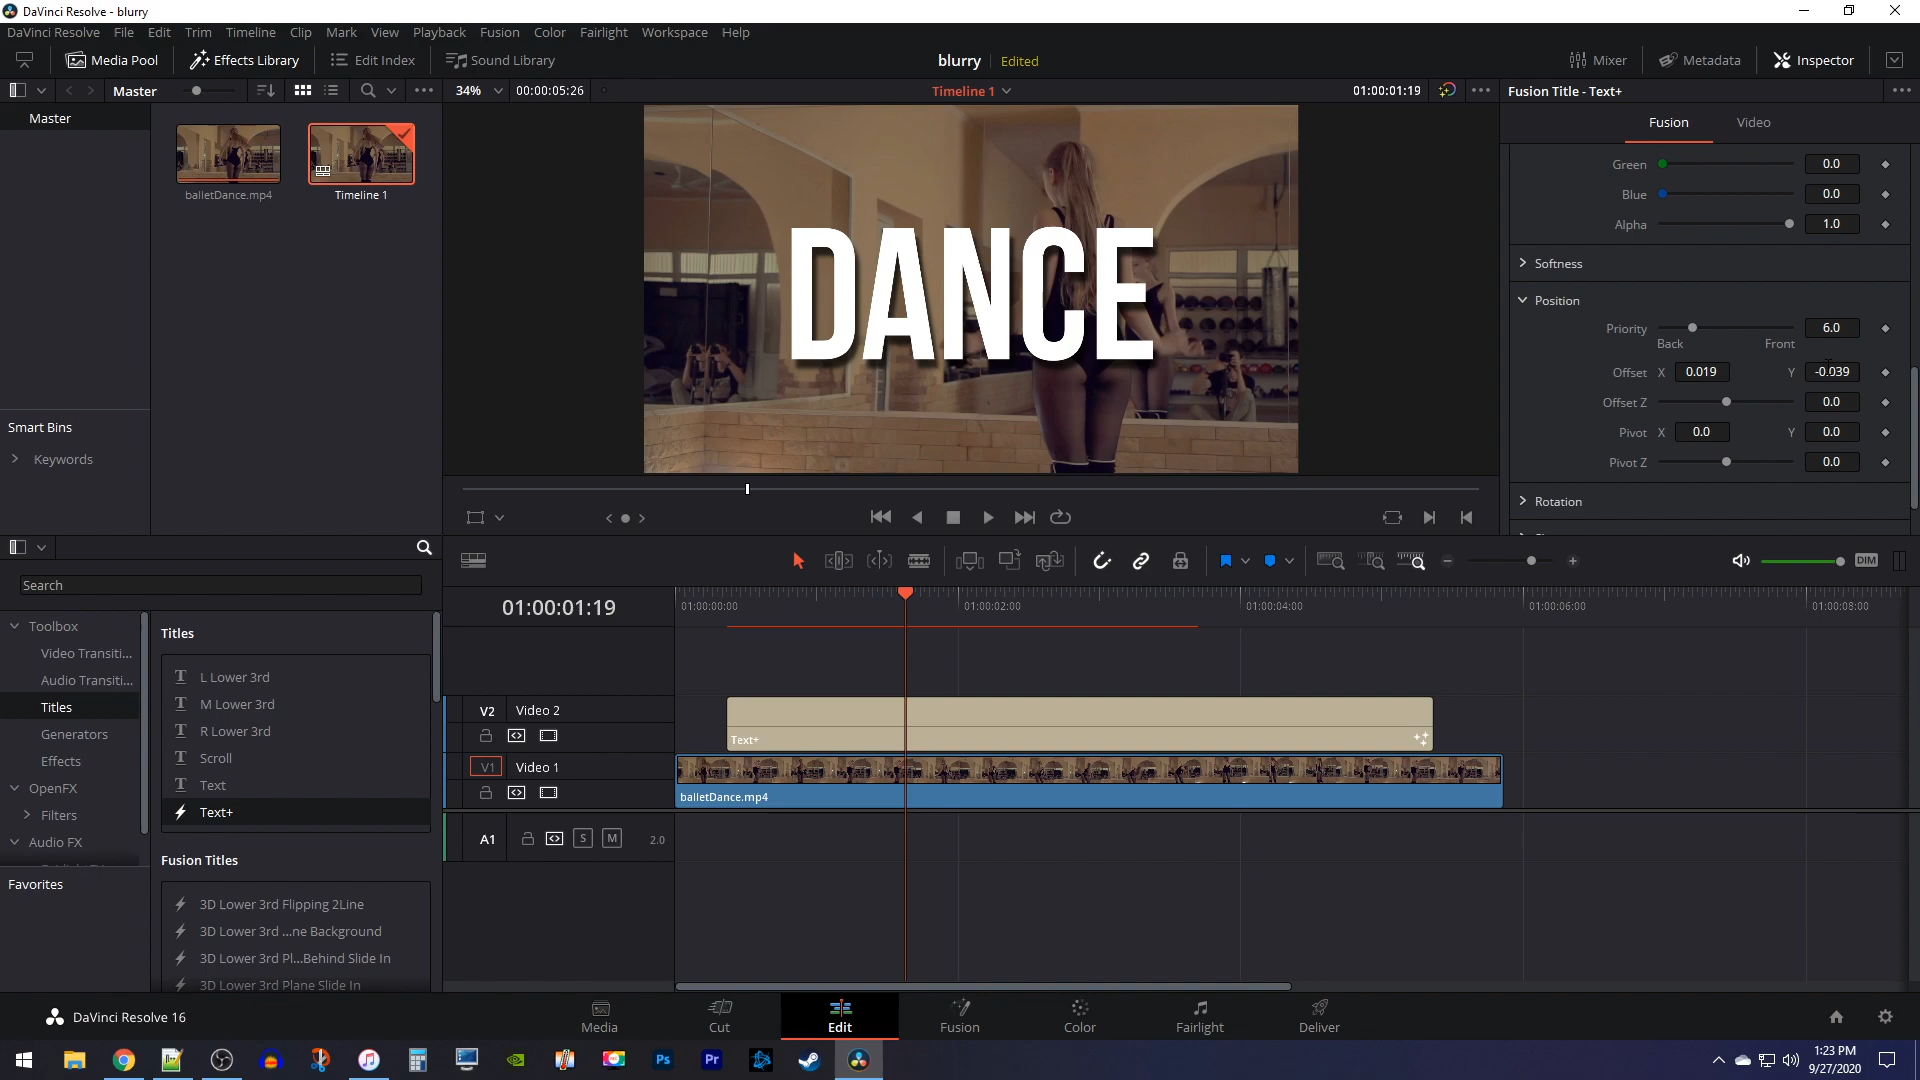 DaVinci Resolve - blurry
DaVinci Resolve File Edit Trim Timeline Clip Mark View Playback Fusion Color Fairlight Workspace Help
Media Pool Effects Library Edit Index Sound Library blurry Edited Mixer Metadata Inspector
Master 34% 00:00:05:26 Timeline 1 01:00:01:19 Fusion Title - Text+
Master
balletDance.mp4 Timeline 1
Smart Bins
Keywords
DANCE
Fusion Video
Green 0.0
Blue 0.0
Alpha 1.0
Softness
Position
Priority 6.0
Back Front
Offset X 0.019 Y -0.039
Offset Z 0.0
Pivot X 0.0 Y 0.0
Pivot Z 0.0
Rotation
DIM
Search
Toolbox
Video Transiti...
Audio Transiti...
Titles
Generators
Effects
OpenFX
Filters
Audio FX
Favorites
Titles
L Lower 3rd
M Lower 3rd
R Lower 3rd
Scroll
Text
Text+
Fusion Titles
3D Lower 3rd Flipping 2Line
3D Lower 3rd ...ne Background
3D Lower 3rd Pl...Behind Slide In
3D Lower 3rd Plane Slide In
01:00:01:19 01:00:00:00 01:00:02:00 01:00:04:00 01:00:06:00 01:00:08:00
V2 Video 2
Text+
V1 Video 1
balletDance.mp4
A1 S M 2.0
DaVinci Resolve 16
Media Cut Edit Fusion Color Fairlight Deliver
Ps Pr
1:23 PM
9/27/2020